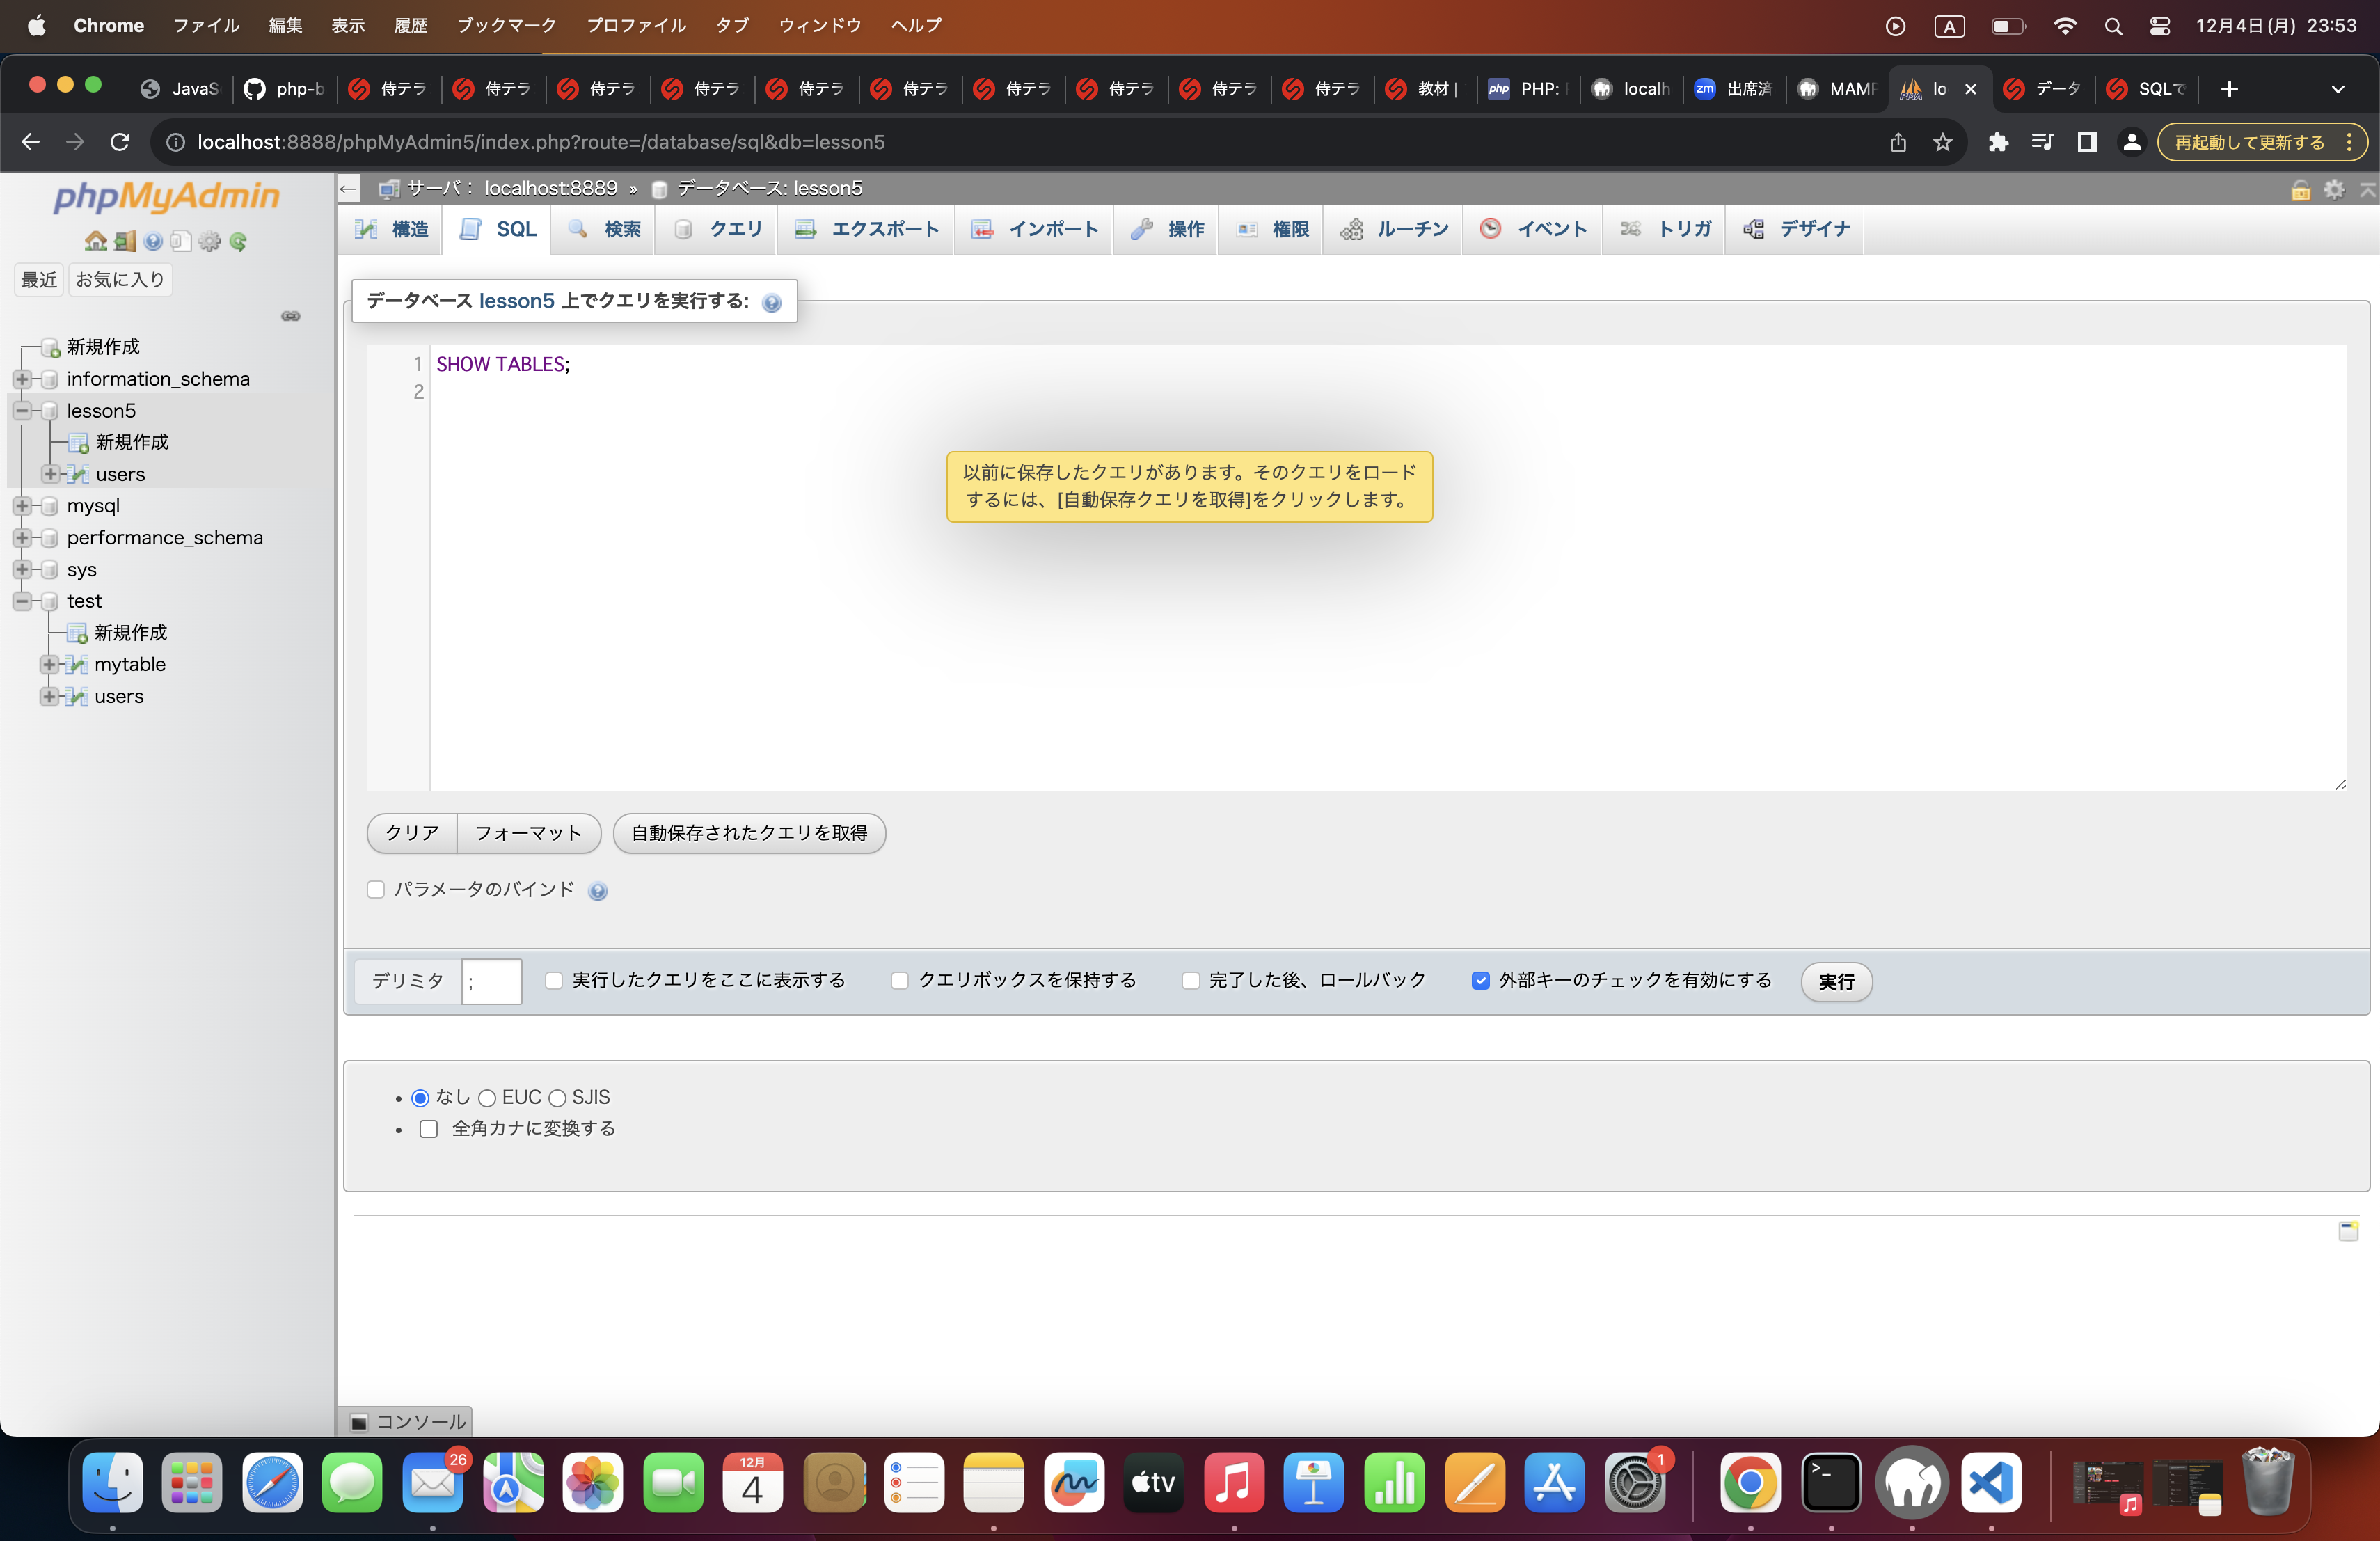 Chrome ファイル 編集 表示 履歴 ブックマーク プロファイル タブ ウィンドウ ヘルプ
A 12月4日(月) 23:53
JavaS php-b 侍テラ 侍テラ 侍テラ 侍テラ 侍テラ 侍テラ 侍テラ 侍テラ 侍テラ 侍テラ 教材 | php PHP: localh zm 出席済 MAMP lo データ SQLで
localhost:8888/phpMyAdmin5/index.php?route=/database/sql&db=lesson5 再起動して更新する
phpMyAdmin
最近 お気に入り
新規作成
information_schema
lesson5
新規作成
users
mysql
performance_schema
sys
test
新規作成
mytable
users
サーバ: localhost:8889 » データベース: lesson5
構造 SQL 検索 クエリ エクスポート インポート 操作 権限 ルーチン イベント トリガ デザイナ
データベース lesson5 上でクエリを実行する:
1 SHOW TABLES;
2
以前に保存したクエリがあります。そのクエリをロード
するには、[自動保存クエリを取得]をクリックします。
クリア フォーマット 自動保存されたクエリを取得
パラメータのバインド
デリミタ ; 実行したクエリをここに表示する クエリボックスを保持する 完了した後、ロールバック 外部キーのチェックを有効にする 実行
なし EUC SJIS
全角カナに変換する
コンソール
26 12月 4 tv 1